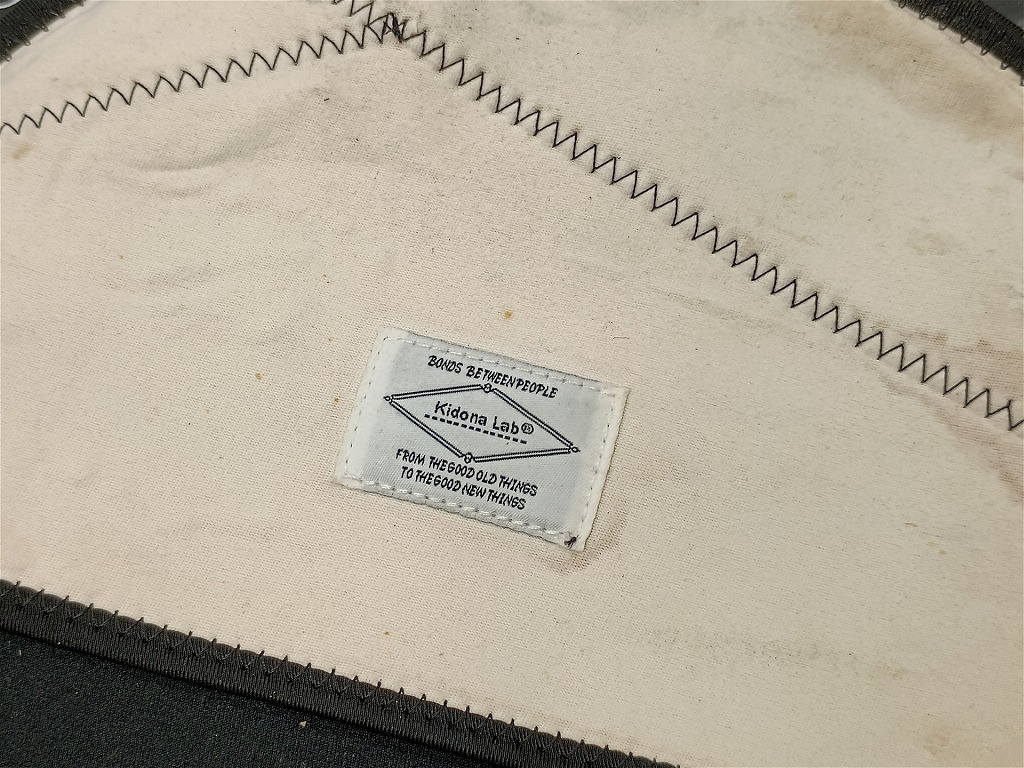 BONDS BETWEEN PEOPLE
Kidona Lab®
FROM THE GOOD OLD THINGS
TO THE GOOD NEW THINGS